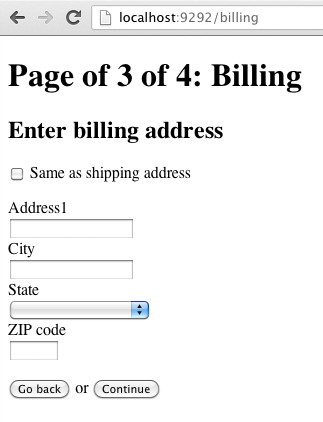 localhost:9292/billing
Page of 3 of 4: Billing
Enter billing address
Same as shipping address
Address1
City
State
ZIP code
Go back or Continue